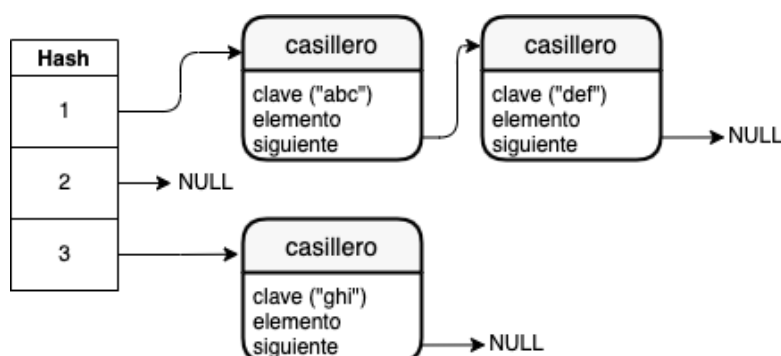 Hash
1
2
3
casillero
clave ("abc")
elemento
siguiente
casillero
clave ("def")
elemento
siguiente
NULL
NULL
casillero
clave ("ghi")
elemento
siguiente
NULL